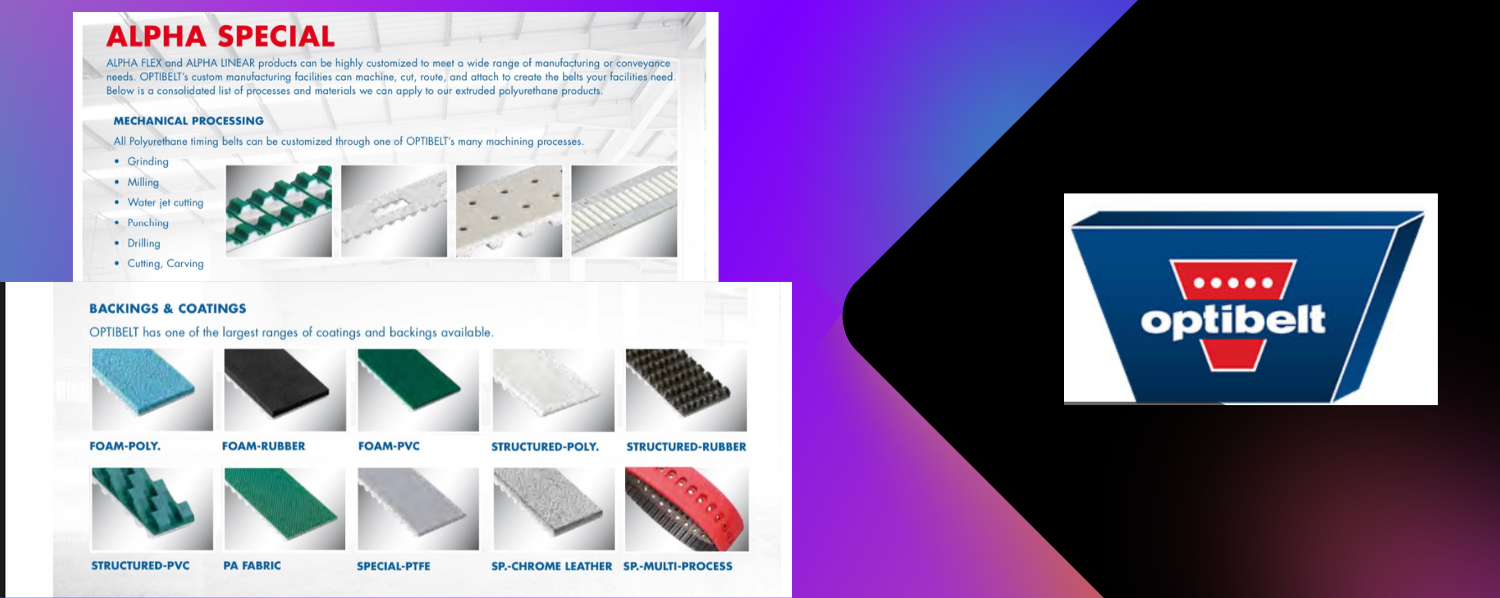 ALPHA SPECIAL
ALPHA FLEX and ALPHA LINEAR products can be highly customized to meet a wide range of manufacturing or conveyance
needs. OPTIBELT's custom manufacturing facilities can machine, cut, route, and attach to create the belts your facilities need.
Below is a consolidated list of processes and materials we can apply to our extruded polyurethane products.
MECHANICAL PROCESSING
All Polyurethane timing belts can be customized through one of OPTIBELT's many machining processes.
• Grinding
• Milling
• Water jet cutting
• Punching
• Drilling
• Cutting, Carving
BACKINGS & COATINGS
OPTIBELT has one of the largest ranges of coatings and backings available.
FOAM-POLY. FOAM-RUBBER FOAM-PVC STRUCTURED-POLY. STRUCTURED-RUBBER
STRUCTURED-PVC PA FABRIC SPECIAL-PTFE SP.-CHROME LEATHER SP.-MULTI-PROCESS
optibelt